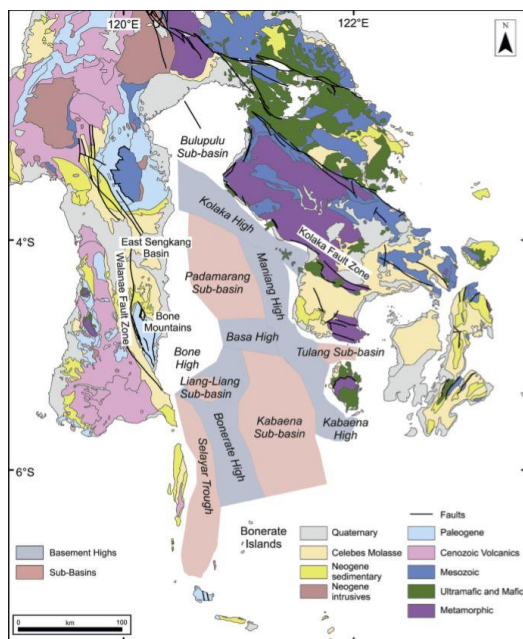 120°E
122°E
N
Bulupulu
Sub-basin
Kolaka High
4°S
East Sengkang
Basin
Walanae Fault Zone
Padamarang
Sub-basin
Maniang High
Kolaka Fault Zone
Bone
Mountains
Basa High
Bone High
Tulang Sub-basin
Liang-Liang
Sub-basin
Kabaena
Sub-basin
Kabaena
High
Bonerate High
Selayar Trough
6°S
Bonerate
Islands
Basement Highs
Sub-Basins
0
km
100
Quaternary
Celebes Molasse
Neogene
sedimentary
Neogene
intrusives
Faults
Paleogene
Cenozoic Volcanics
Mesozoic
Ultramafic and Mafic
Metamorphic